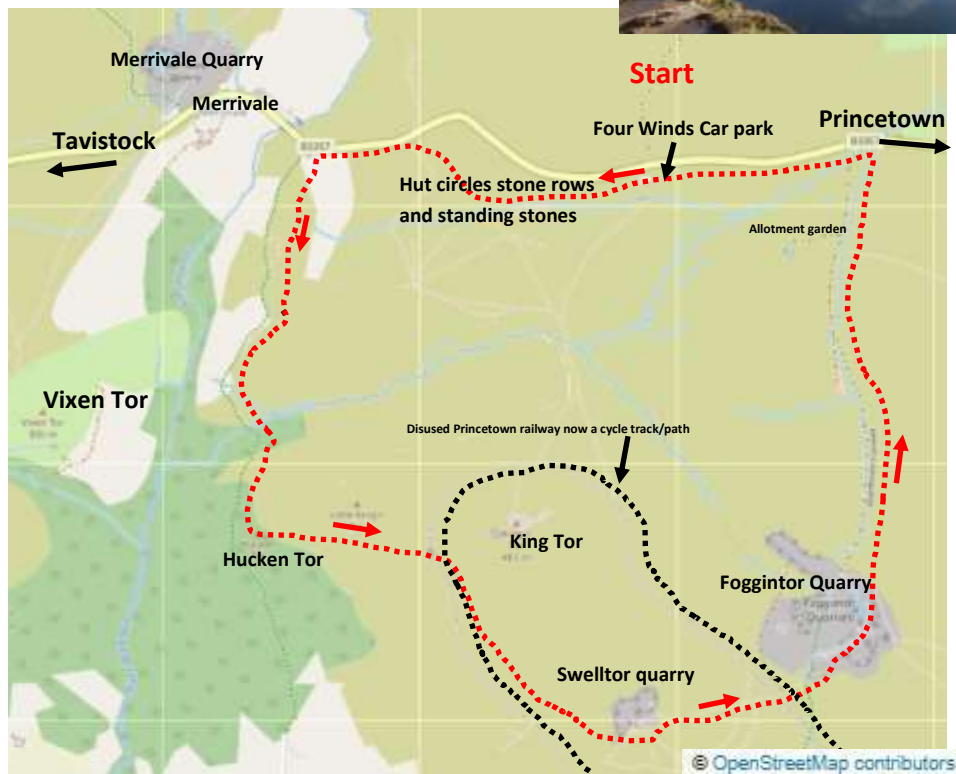 Merrivale Quarry
Start
Merrivale
Four Winds Car park
Princetown
Tavistock
Hut circles stone rows
and standing stones
Allotment garden
Vixen Tor
Disused Princetown railway now a cycle track/path
King Tor
Hucken Tor
Foggintor Quarry
Swelltor quarry
© OpenStreetMap contributors